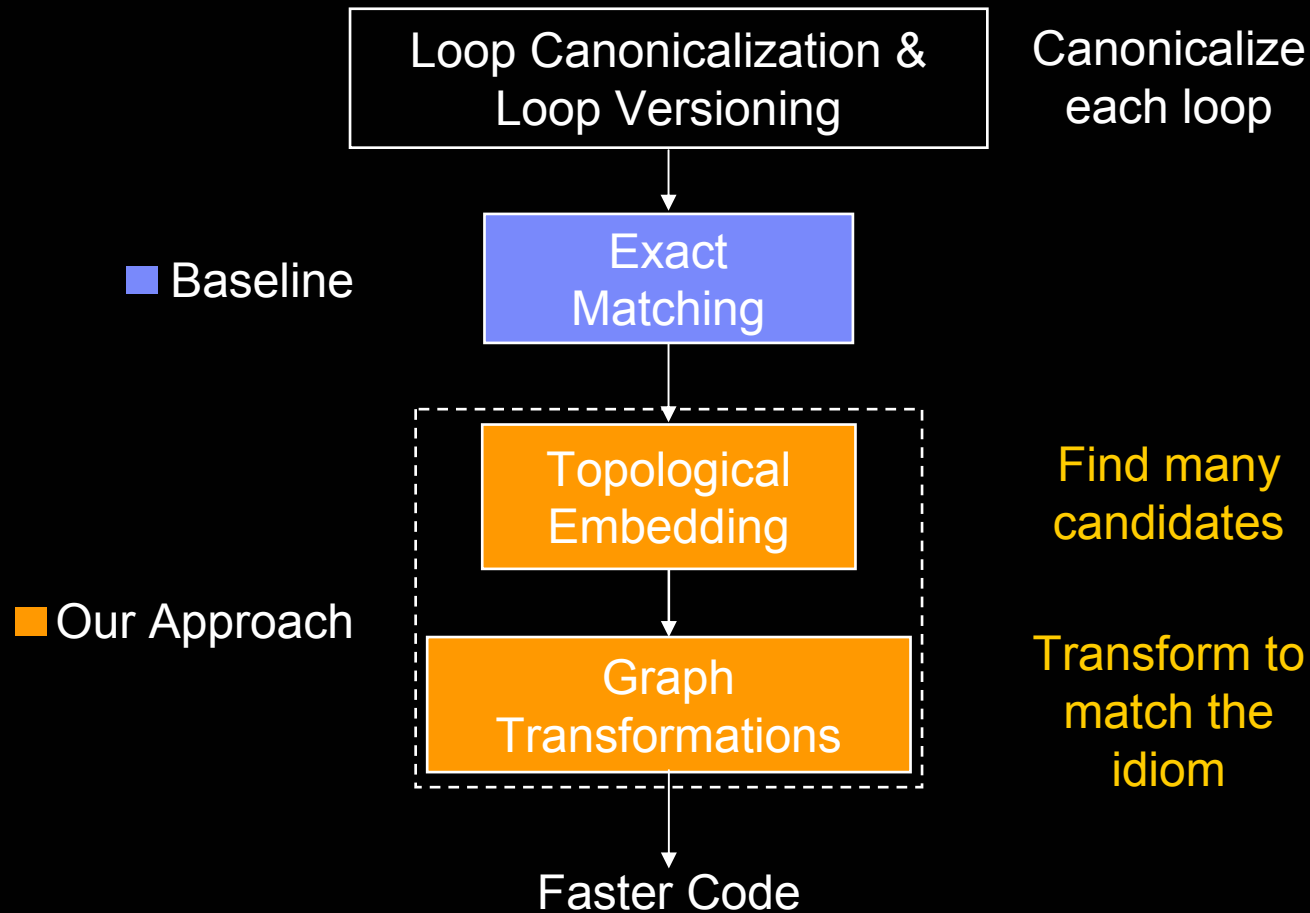 Loop Canonicalization &
Loop Versioning
Canonicalize
each loop
Baseline
Exact
Matching
Topological
Embedding
Find many
candidates
Our Approach
Graph
Transformations
Transform to
match the
idiom
Faster Code